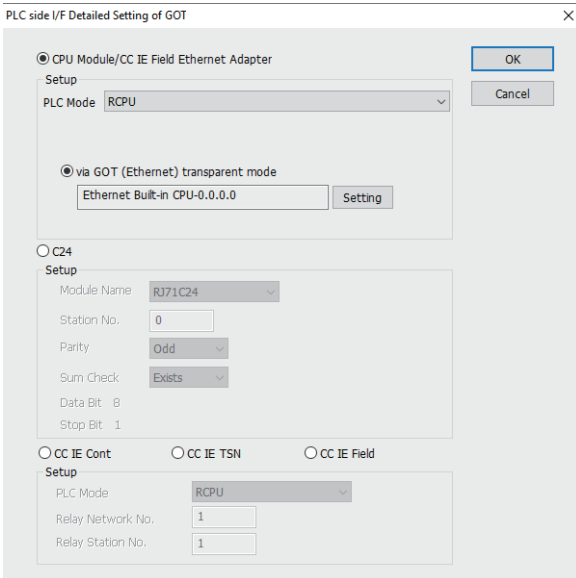 PLC side I/F Detailed Setting of GOT
CPU Module/CC IE Field Ethernet Adapter
OK
Setup
Cancel
PLC Mode RCPU
via GOT (Ethernet) transparent mode
Ethernet Built-in CPU-0.0.0.0 Setting
C24
Setup
Module Name RJ71C24
Station No. 0
Parity Odd
Sum Check Exists
Data Bit 8
Stop Bit 1
CC IE Cont CC IE TSN CC IE Field
Setup
PLC Mode RCPU
Relay Network No. 1
Relay Station No. 1